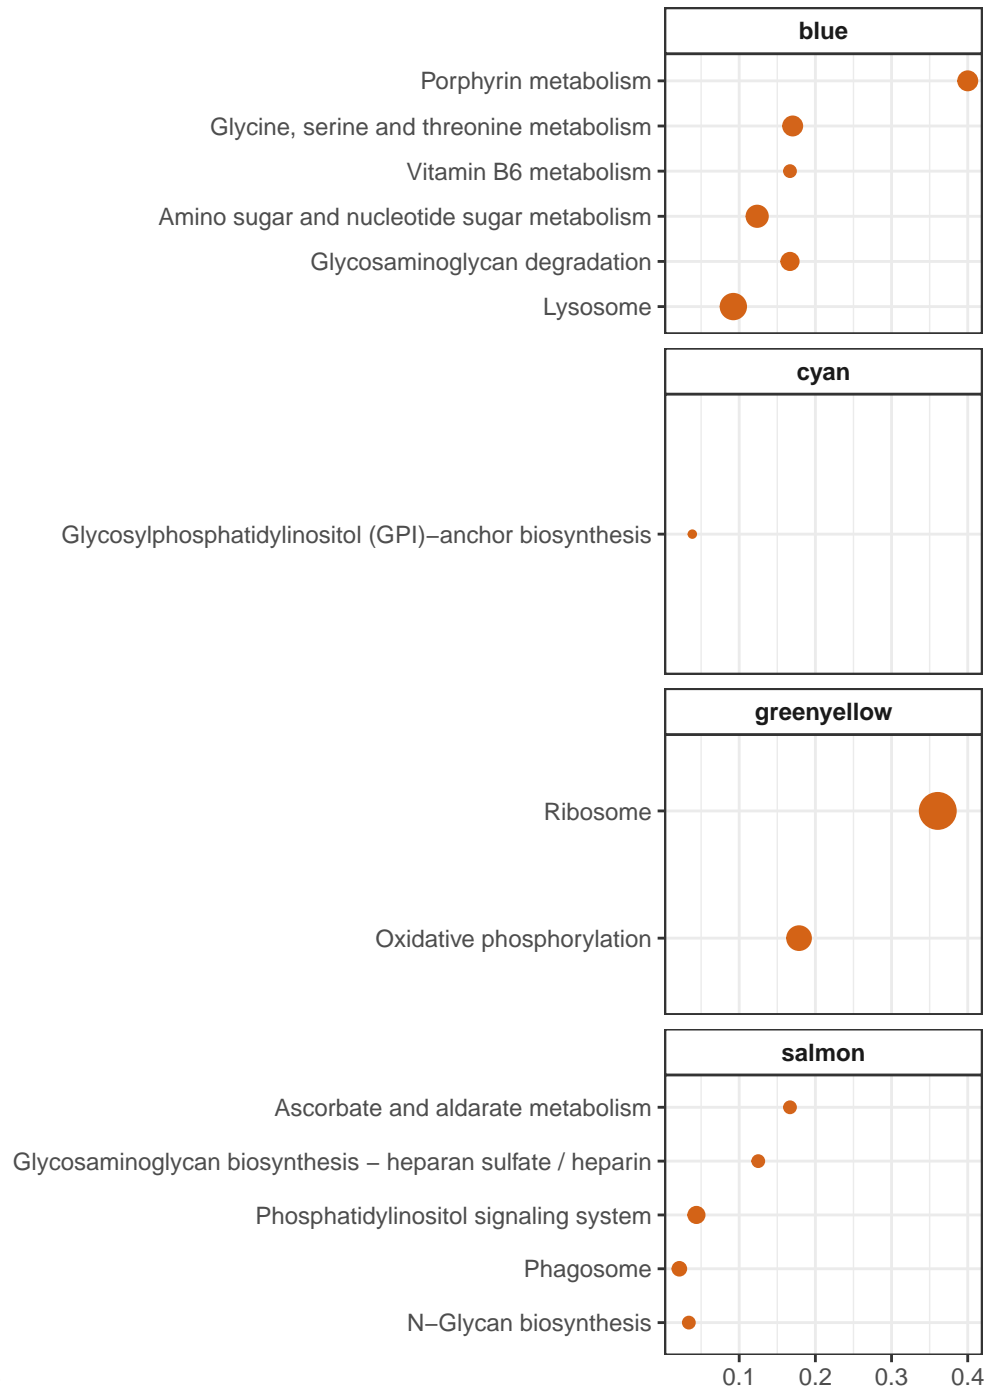 blue
Porphyrin metabolism
Glycine, serine and threonine metabolism
Vitamin B6 metabolism
Amino sugar and nucleotide sugar metabolism
Glycosaminoglycan degradation
Lysosome
cyan
Glycosylphosphatidylinositol (GPI)−anchor biosynthesis
greenyellow
Ribosome
Oxidative phosphorylation
salmon
Ascorbate and aldarate metabolism
Glycosaminoglycan biosynthesis − heparan sulfate / heparin
Phosphatidylinositol signaling system
Phagosome
N−Glycan biosynthesis
0.1 0.2 0.3 0.4